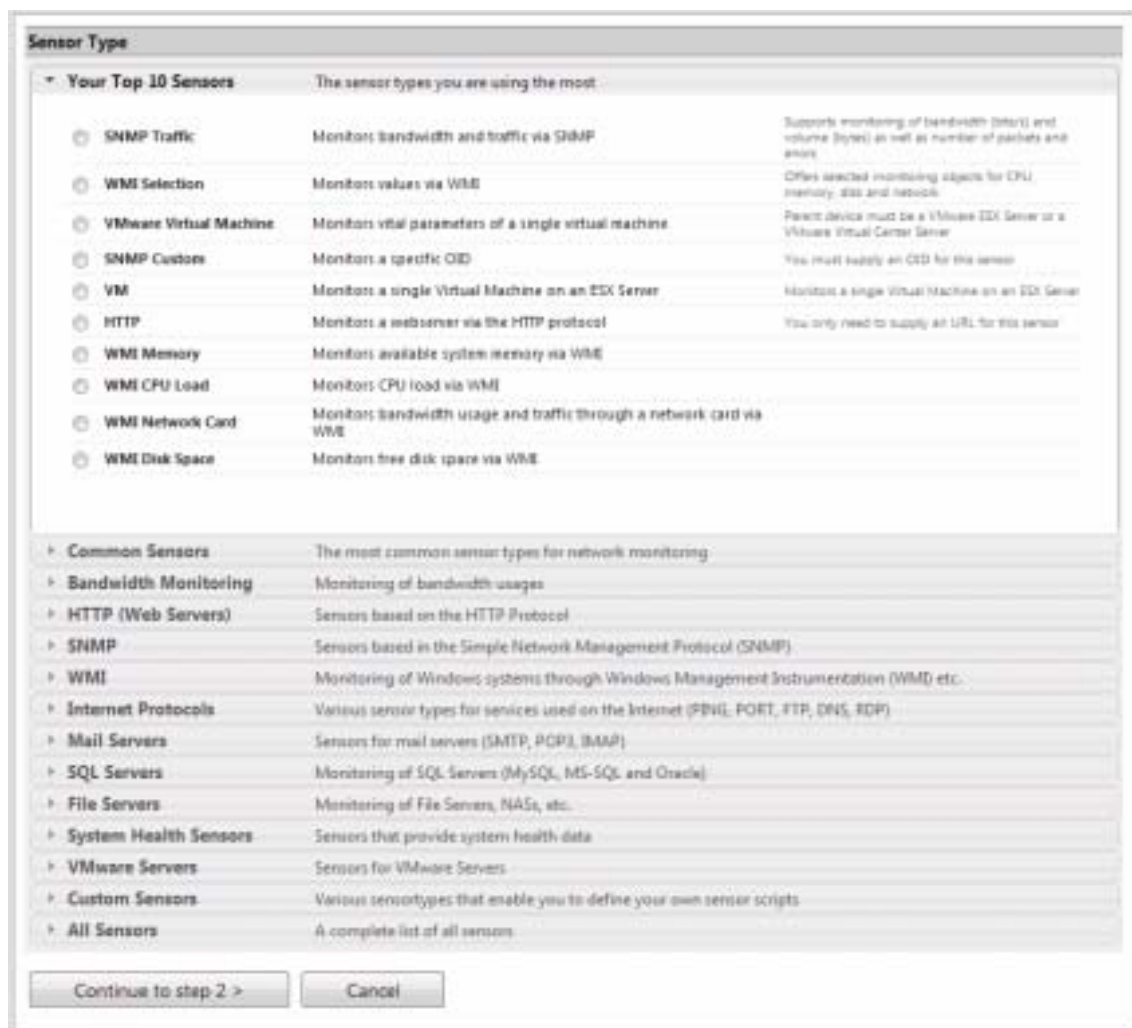 Sensor Type
Your Top 10 Sensors The sensor types you are using the most
SNMP Traffic Monitors bandwidth and traffic via SNMP Supports monitoring of bandwidth (bits/s) and
volume (bytes) as well as number of packets and
errors
WMI Selection Monitors values via WMI Offers selected monitoring objects for CPU,
memory, disk and network
VMware Virtual Machine Monitors vital parameters of a single virtual machine Parent device must be a VMware ESX Server or a
VMware Virtual Center Server
SNMP Custom Monitors a specific OID You must supply an OID for this sensor
VM Monitors a single Virtual Machine on an ESX Server Monitors a single Virtual Machine on an ESX Server
HTTP Monitors a webserver via the HTTP protocol You only need to supply an URL for this sensor
WMI Memory Monitors available system memory via WMI
WMI CPU Load Monitors CPU load via WMI
WMI Network Card Monitors bandwidth usage and traffic through a network card via
WMI
WMI Disk Space Monitors free disk space via WMI
Common Sensors The most common sensor types for network monitoring
Bandwidth Monitoring Monitoring of bandwidth usages
HTTP (Web Servers) Sensors based on the HTTP Protocol
SNMP Sensors based in the Simple Network Management Protocol (SNMP)
WMI Monitoring of Windows systems through Windows Management Instrumentation (WMI) etc.
Internet Protocols Various sensor types for services used on the Internet (PING, PORT, FTP, DNS, RDP)
Mail Servers Sensors for mail servers (SMTP, POP3, IMAP)
SQL Servers Monitoring of SQL Servers (MySQL, MS-SQL and Oracle)
File Servers Monitoring of File Servers, NASs, etc.
System Health Sensors Sensors that provide system health data
VMware Servers Sensors for VMware Servers
Custom Sensors Various sensortypes that enable you to define your own sensor scripts
All Sensors A complete list of all sensors
Continue to step 2 > Cancel